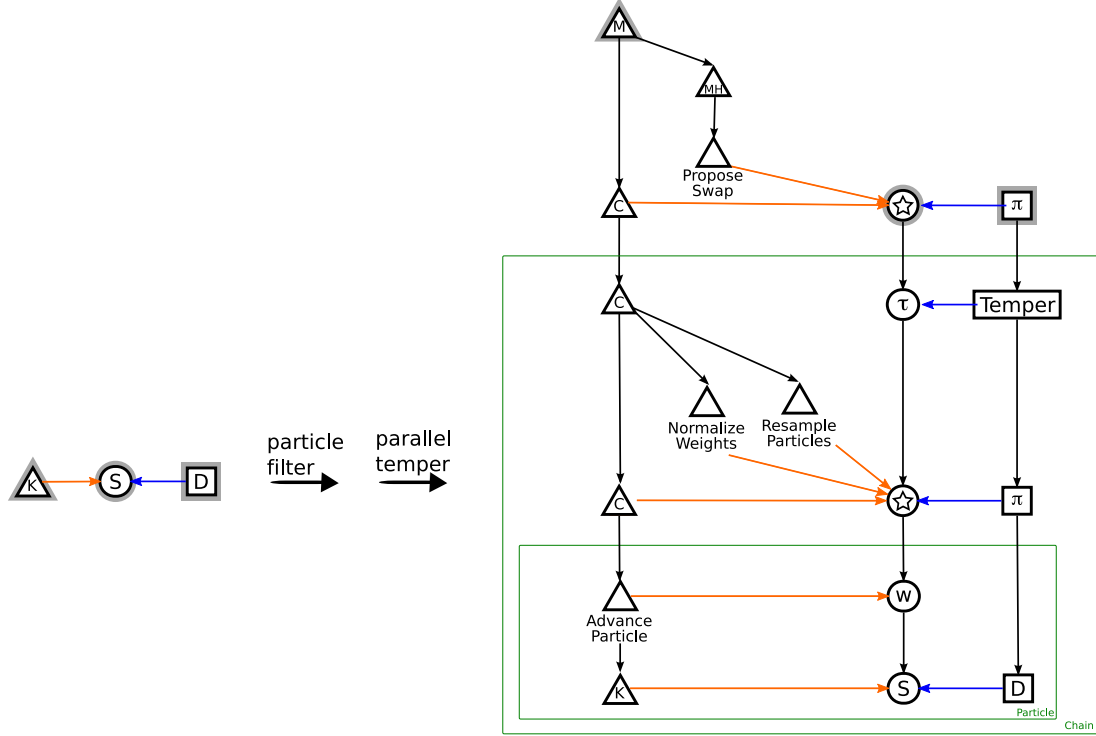 M
MH
Propose
Swap
C
π
C
τ
Temper
Normalize
Weights
Resample
Particles
particle
filter
parallel
temper
K
S
D
C
π
Advance
Particle
w
K
S
D
Particle
Chain